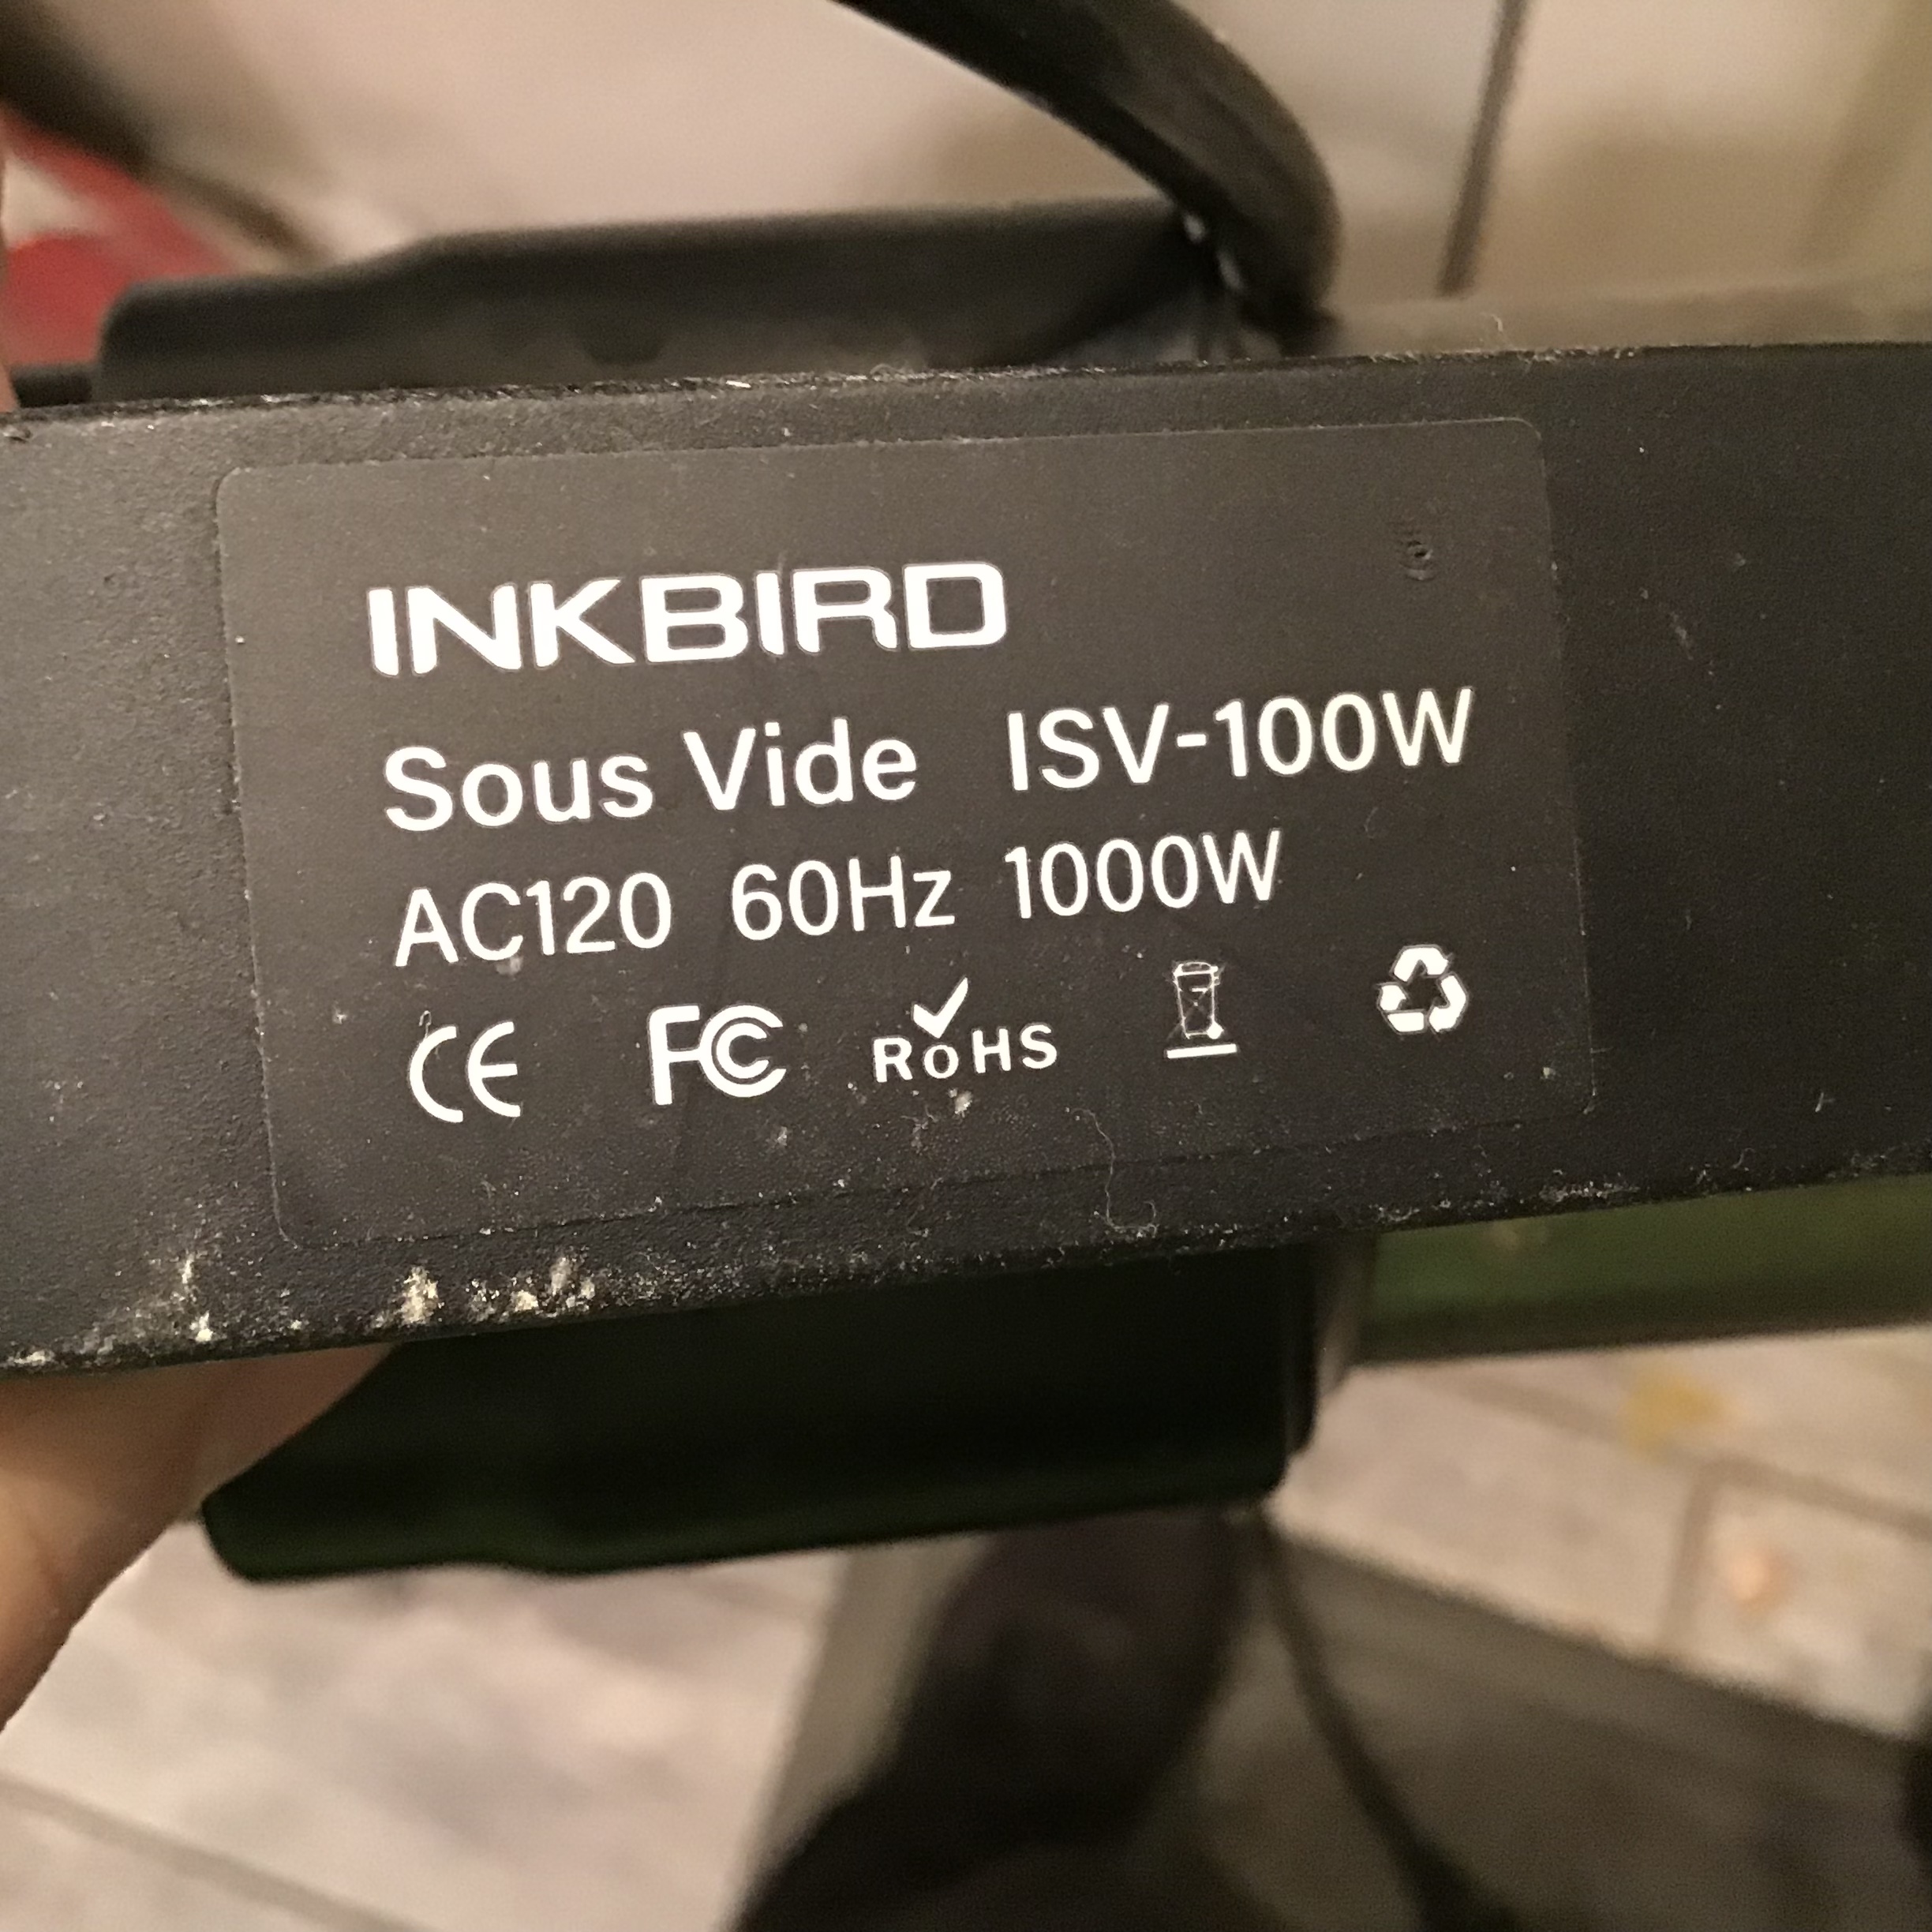 INKBIRD
Sous Vide ISV-100W
AC120 60Hz 1000W
CE FC RoHS